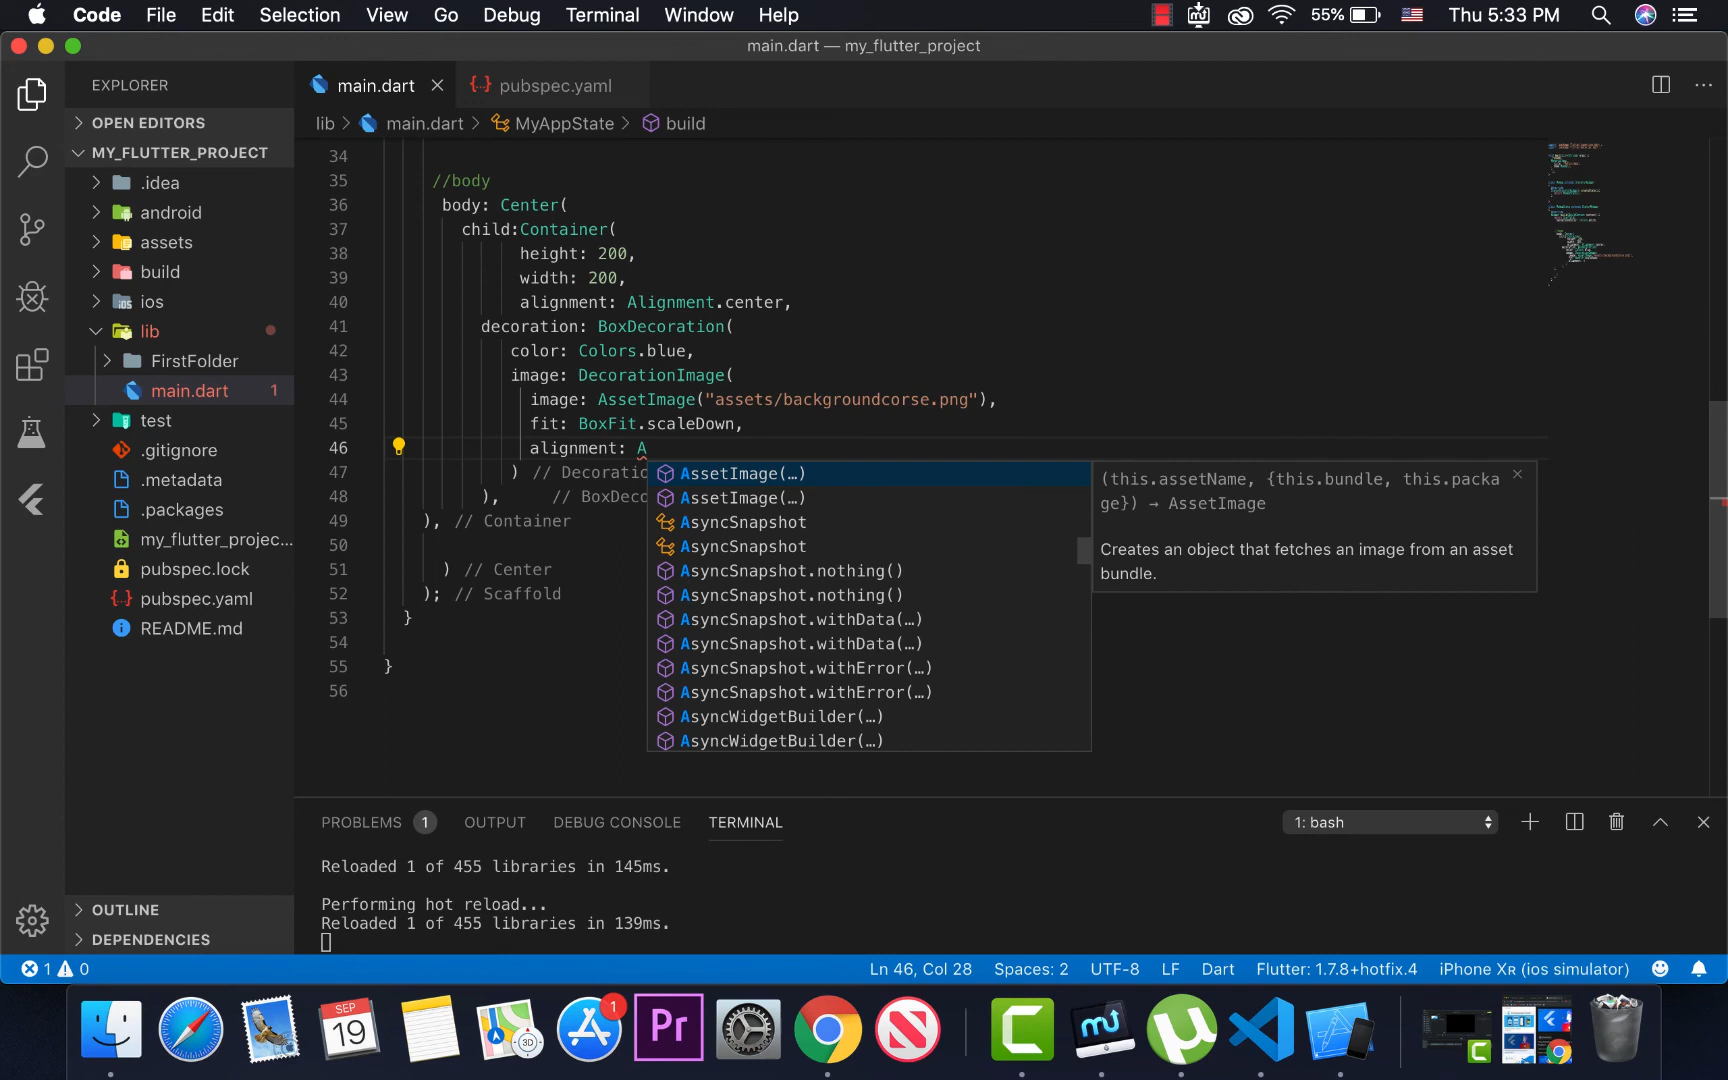 Code File Edit Selection View Go Debug Terminal Window Help 55% Thu 5:33 PM
main.dart — my_flutter_project
EXPLORER
main.dart
pubspec.yaml
OPEN EDITORS
MY_FLUTTER_PROJECT
.idea
android
assets
build
ios
lib
FirstFolder
main.dart 1
test
.gitignore
.metadata
.packages
my_flutter_projec...
pubspec.lock
pubspec.yaml
README.md
OUTLINE
DEPENDENCIES
lib > main.dart > MyAppState > build
34
35 //body
36 body: Center(
37 child:Container(
38 height: 200,
39 width: 200,
40 alignment: Alignment.center,
41 decoration: BoxDecoration(
42 color: Colors.blue,
43 image: DecorationImage(
44 image: AssetImage("assets/backgroundcorse.png"),
45 fit: BoxFit.scaleDown,
46 alignment: A
47 ) // Decoratio
48 ), // BoxDeco
49 ), // Container
50
51 ) // Center
52 ); // Scaffold
53 }
54
55 }
56
AssetImage(…)
AssetImage(…)
AsyncSnapshot
AsyncSnapshot
AsyncSnapshot.nothing()
AsyncSnapshot.nothing()
AsyncSnapshot.withData(…)
AsyncSnapshot.withData(…)
AsyncSnapshot.withError(…)
AsyncSnapshot.withError(…)
AsyncWidgetBuilder(…)
AsyncWidgetBuilder(…)
(this.assetName, {this.bundle, this.packa
ge}) → AssetImage
Creates an object that fetches an image from an asset
bundle.
PROBLEMS 1 OUTPUT DEBUG CONSOLE TERMINAL 1: bash
Reloaded 1 of 455 libraries in 145ms.
Performing hot reload...
Reloaded 1 of 455 libraries in 139ms.
1 0 Ln 46, Col 28 Spaces: 2 UTF-8 LF Dart Flutter: 1.7.8+hotfix.4 iPhone XR (ios simulator)
SEP
19
3D
1
Pr